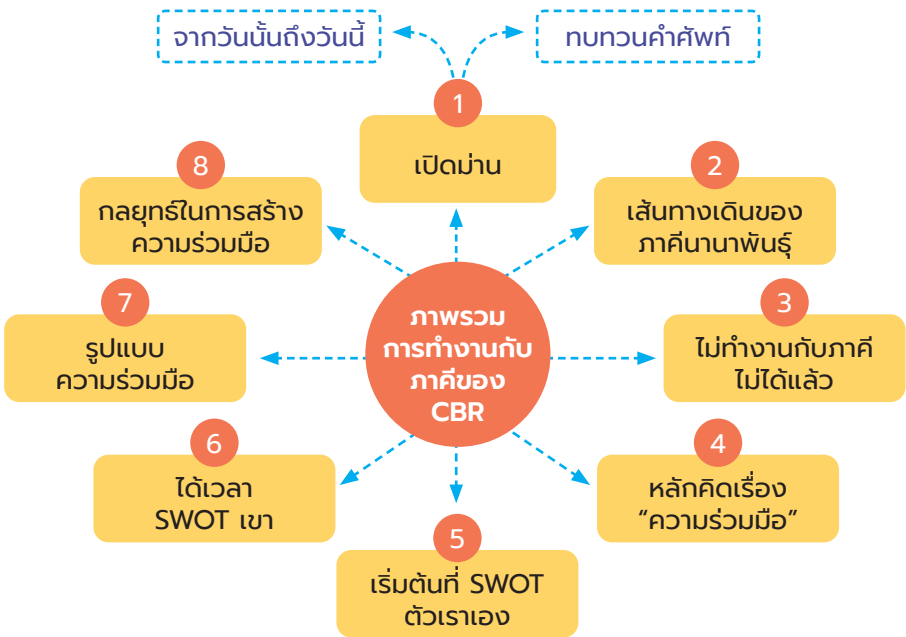 จากวันนั้นถึงวันนี้
ทบทวนคำศัพท์
1
เปิดม่าน
8
กลยุทธ์ในการสร้าง
ความร่วมมือ
2
เส้นทางเดินของ
ภาคีนานาพันธุ์
7
รูปแบบ
ความร่วมมือ
ภาพรวม
การทำงานกับ
ภาคีของ
CBR
3
ไม่ทำงานกับภาคี
ไม่ได้แล้ว
6
ได้เวลา
SWOT เขา
4
หลักคิดเรื่อง
“ความร่วมมือ”
5
เริ่มต้นที่ SWOT
ตัวเราเอง